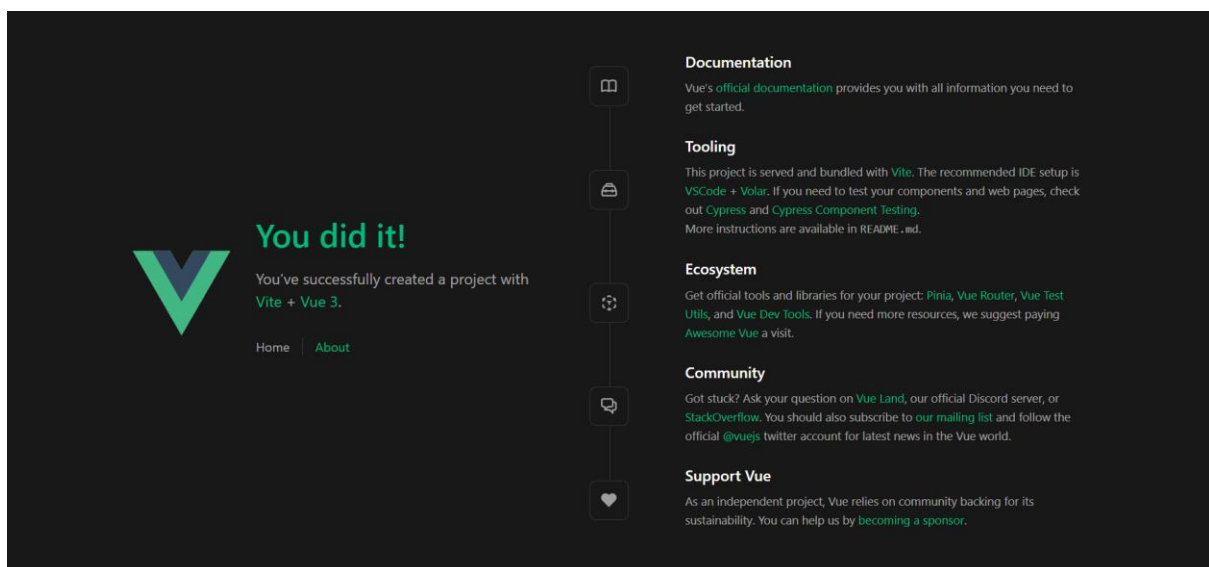 You did it!
You've successfully created a project with
Vite + Vue 3.
Home
About
Documentation
Vue's official documentation provides you with all information you need to
get started.
Tooling
This project is served and bundled with Vite. The recommended IDE setup is
VSCode + Volar. If you need to test your components and web pages, check
out Cypress and Cypress Component Testing.
More instructions are available in README.md.
Ecosystem
Get official tools and libraries for your project: Pinia, Vue Router, Vue Test
Utils, and Vue Dev Tools. If you need more resources, we suggest paying
Awesome Vue a visit.
Community
Got stuck? Ask your question on Vue Land, our official Discord server, or
StackOverflow. You should also subscribe to our mailing list and follow the
official @vuejs twitter account for latest news in the Vue world.
Support Vue
As an independent project, Vue relies on community backing for its
sustainability. You can help us by becoming a sponsor.